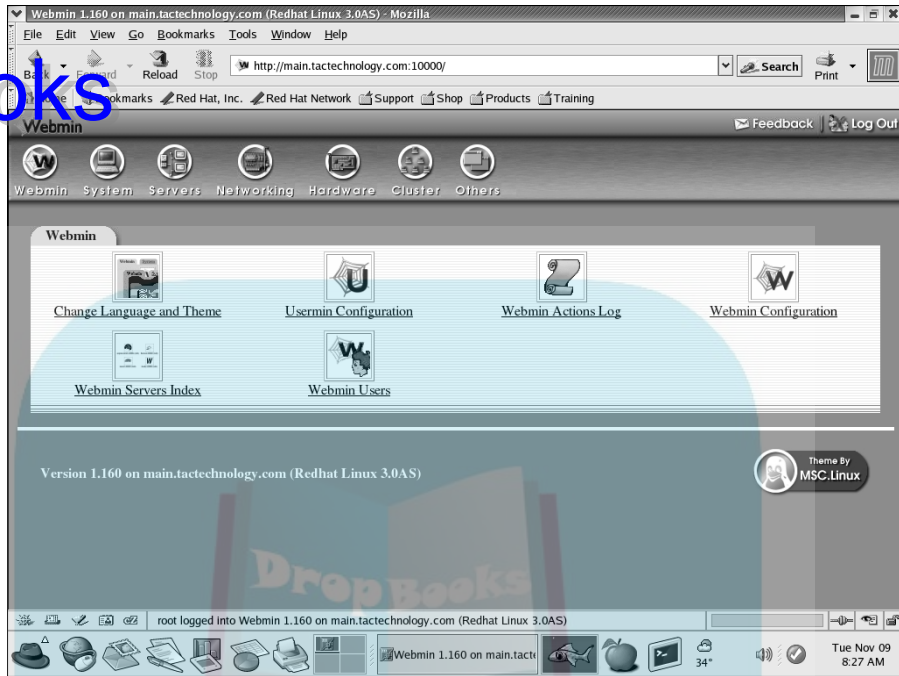 Webmin 1.160 on main.tactechnology.com (Redhat Linux 3.0AS) - Mozilla
File Edit View Go Bookmarks Tools Window Help
Back Forward Reload Stop http://main.tactechnology.com:10000/ Search Print
oks
Home Bookmarks Red Hat, Inc. Red Hat Network Support Shop Products Training
Webmin Feedback Log Out
Webmin System Servers Networking Hardware Cluster Others
Webmin
Change Language and Theme Usermin Configuration Webmin Actions Log Webmin Configuration
Webmin Servers Index Webmin Users
Version 1.160 on main.tactechnology.com (Redhat Linux 3.0AS)
Theme By
MSC.Linux
DropBooks
root logged into Webmin 1.160 on main.tactechnology.com (Redhat Linux 3.0AS)
Webmin 1.160 on main.tacte
34°
Tue Nov 09
8:27 AM